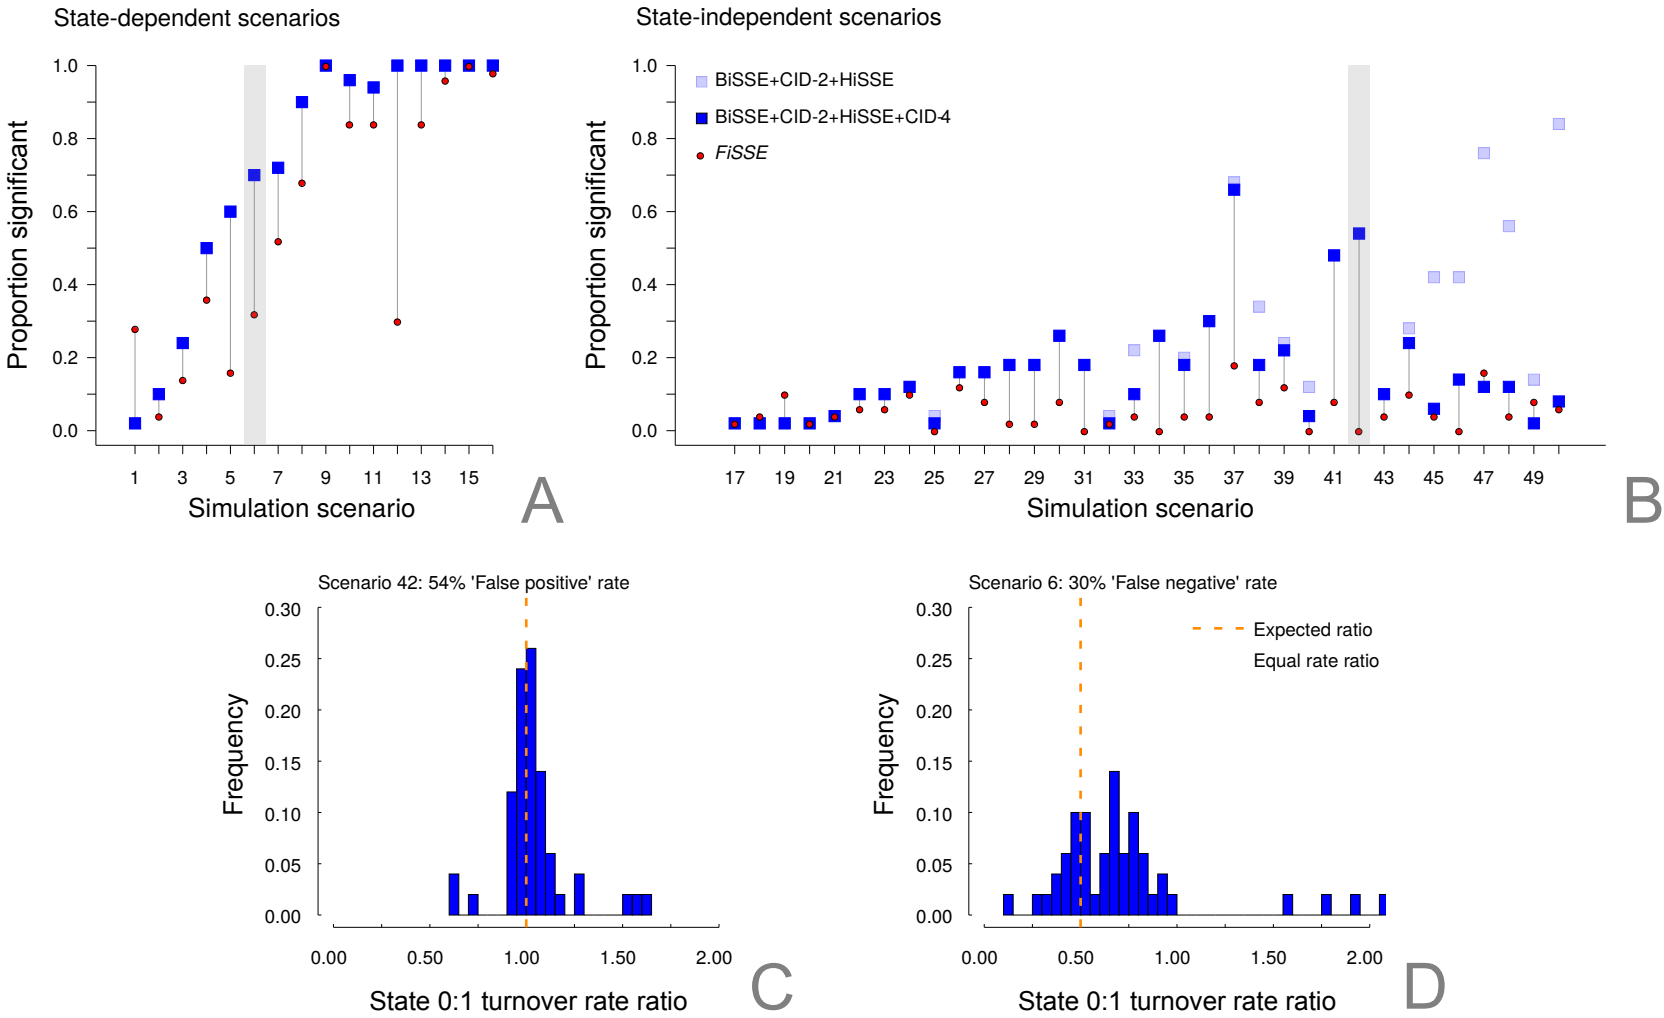 State-dependent scenarios
Proportion significant
1.0
0.8
0.6
0.4
0.2
0.0
1 3 5 7 9 11 13 15
Simulation scenario
A
State-independent scenarios
Proportion significant
1.0
0.8
0.6
0.4
0.2
0.0
BiSSE+CID-2+HiSSE
BiSSE+CID-2+HiSSE+CID-4
FiSSE
17 19 21 23 25 27 29 31 33 35 37 39 41 43 45 47 49
Simulation scenario
B
Scenario 42: 54% 'False positive' rate
Frequency
0.30
0.25
0.20
0.15
0.10
0.05
0.00
0.00 0.50 1.00 1.50 2.00
State 0:1 turnover rate ratio
C
Scenario 6: 30% 'False negative' rate
Frequency
0.30
0.25
0.20
0.15
0.10
0.05
0.00
Expected ratio
Equal rate ratio
0.00 0.50 1.00 1.50 2.00
State 0:1 turnover rate ratio
D